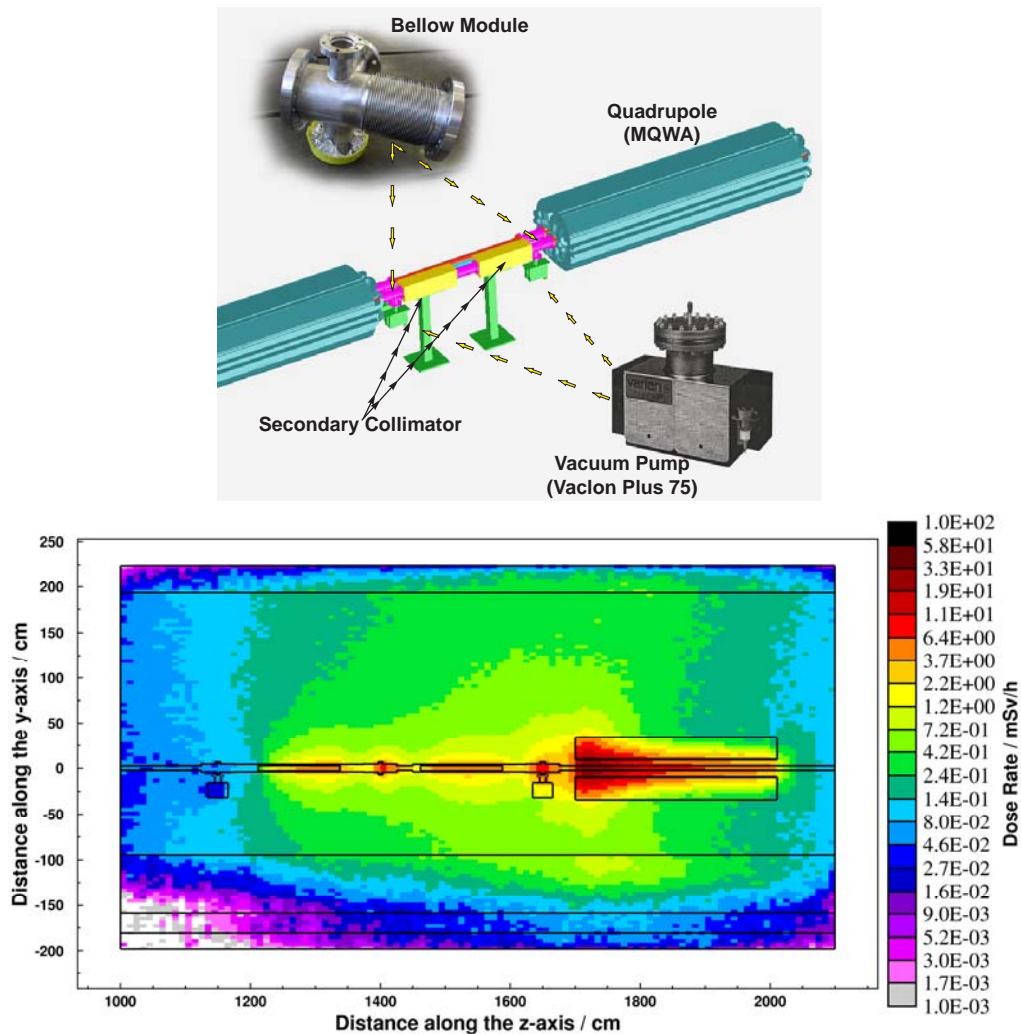 Bellow Module
Quadrupole
(MQWA)
varian
Secondary Collimator
Vacuum Pump
(VacIon Plus 75)
Distance along the y-axis / cm
250
200
150
100
50
0
-50
-100
-150
-200
1000
1200
1400
1600
1800
2000
Distance along the z-axis / cm
1.0E+02
5.8E+01
3.3E+01
1.9E+01
1.1E+01
6.4E+00
3.7E+00
2.2E+00
1.2E+00
7.2E-01
4.2E-01
2.4E-01
1.4E-01
8.0E-02
4.6E-02
2.7E-02
1.6E-02
9.0E-03
5.2E-03
3.0E-03
1.7E-03
1.0E-03
Dose Rate / mSv/h